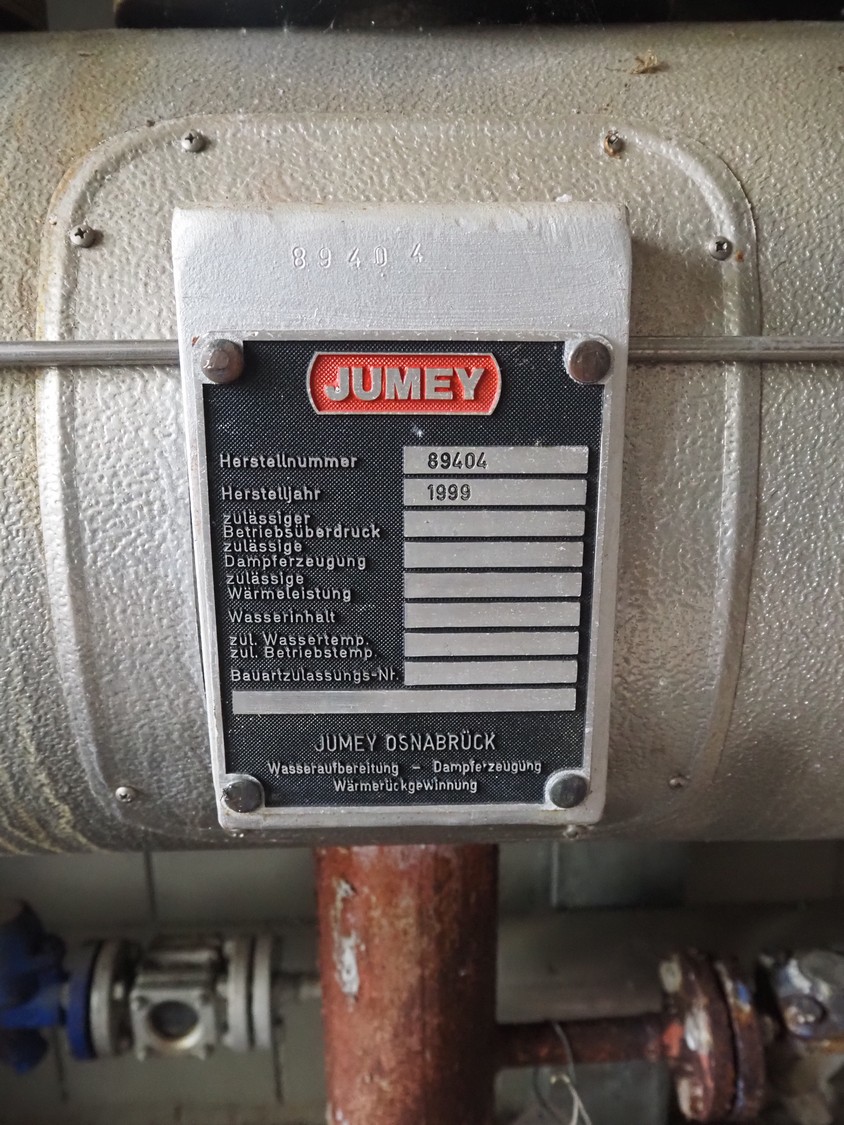 89404
JUMEY
Herstellnummer 89404
Herstelljahr 1999
zulässiger
Betriebsüberdruck
zulässige
Dampferzeugung
zulässige
Wärmeleistung
Wasserinhalt
zul. Wassertemp.
zul. Betriebstemp.
Bauartzulassungs-Nr.
JUMEY OSNABRÜCK
Wasseraufbereitung – Dampferzeugung
Wärmerückgewinnung